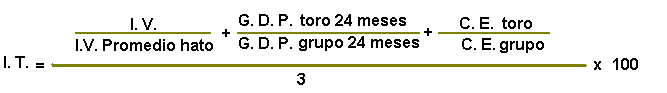 I. V. G. D. P. toro 24 meses C. E. toro
+ +
I.V. Promedio hato G. D. P. grupo 24 meses C. E. grupo
I. T. = x 100
3